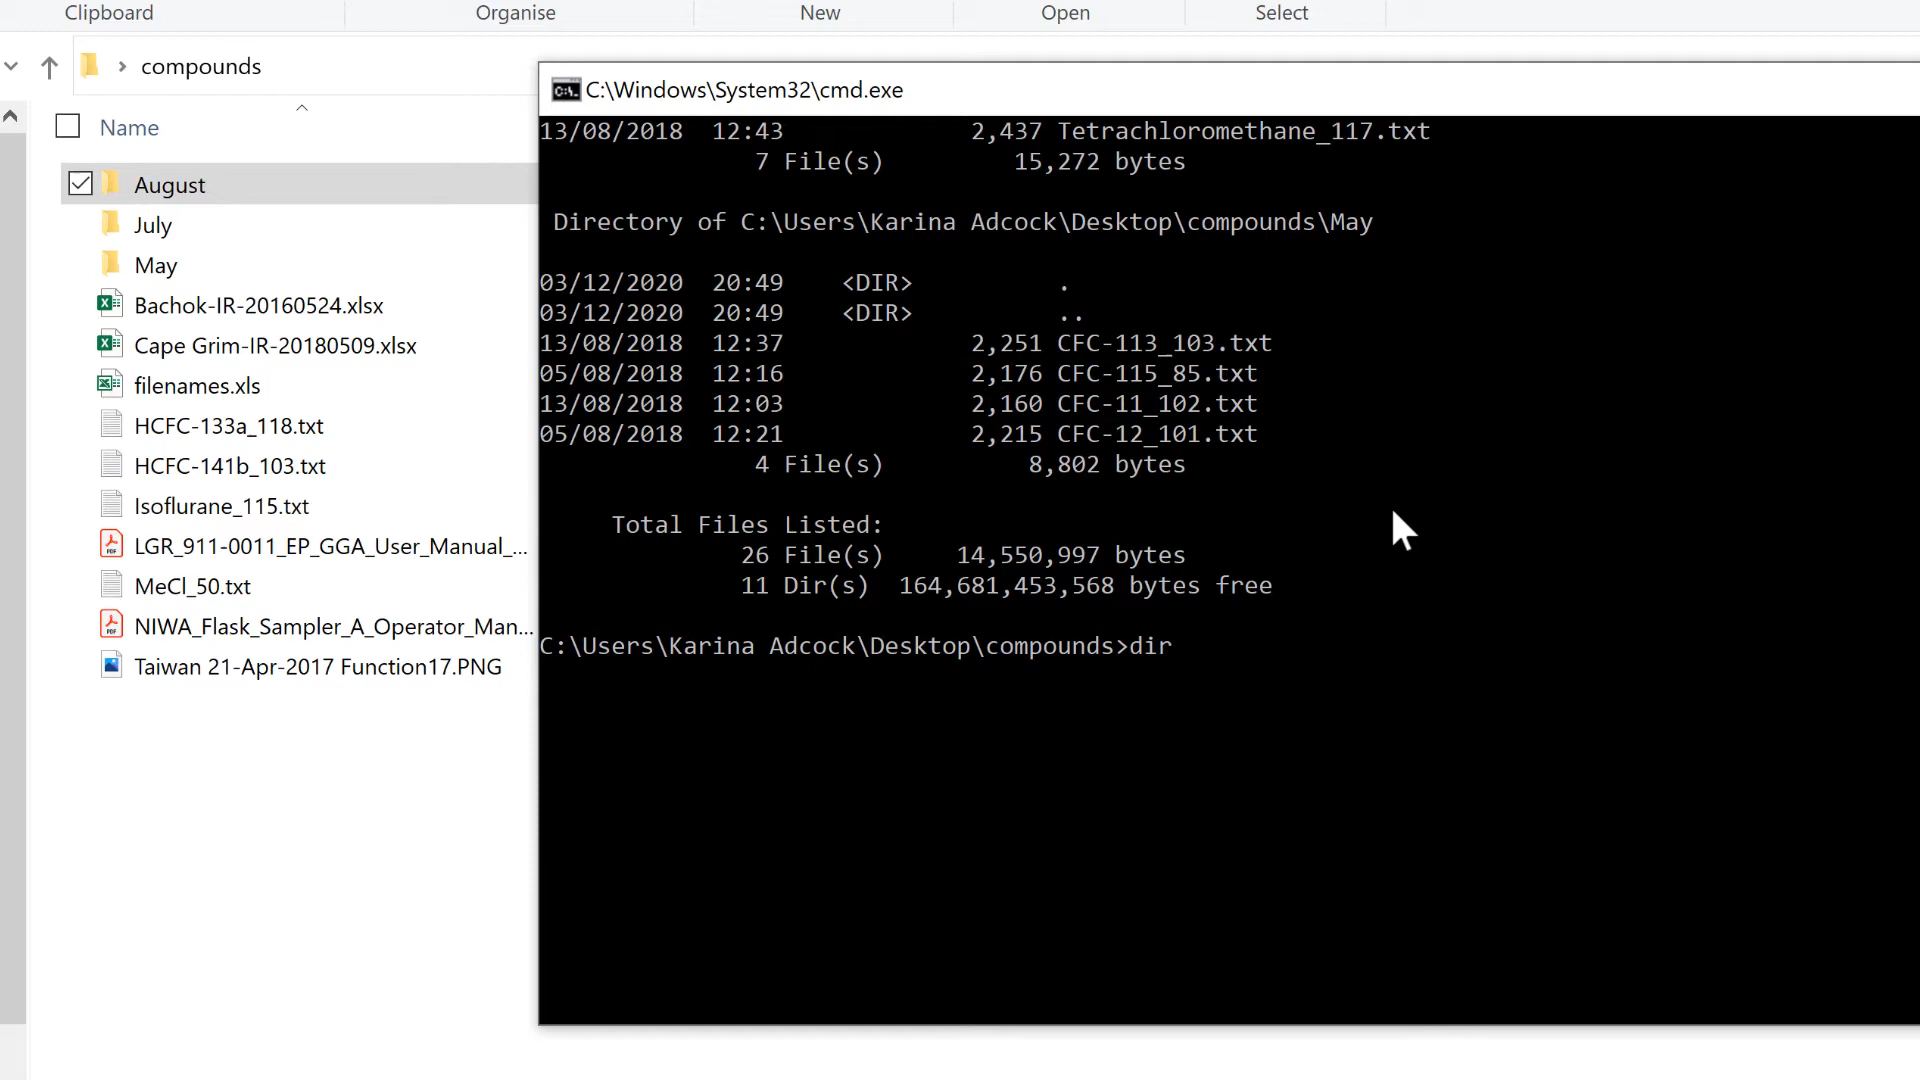 Clipboard
Organise
New
Open
Select
compounds
Name
August
July
May
Bachok-IR-20160524.xlsx
Cape Grim-IR-20180509.xlsx
filenames.xls
HCFC-133a_118.txt
HCFC-141b_103.txt
Isoflurane_115.txt
LGR_911-0011_EP_GGA_User_Manual_...
MeCl_50.txt
NIWA_Flask_Sampler_A_Operator_Man...
Taiwan 21-Apr-2017 Function17.PNG
C:\Windows\System32\cmd.exe
13/08/2018  12:43             2,437 Tetrachloromethane_117.txt
               7 File(s)         15,272 bytes
 Directory of C:\Users\Karina Adcock\Desktop\compounds\May
03/12/2020  20:49    <DIR>          .
03/12/2020  20:49    <DIR>          ..
13/08/2018  12:37             2,251 CFC-113_103.txt
05/08/2018  12:16             2,176 CFC-115_85.txt
13/08/2018  12:03             2,160 CFC-11_102.txt
05/08/2018  12:21             2,215 CFC-12_101.txt
               4 File(s)          8,802 bytes
     Total Files Listed:
              26 File(s)     14,550,997 bytes
              11 Dir(s)  164,681,453,568 bytes free
C:\Users\Karina Adcock\Desktop\compounds>dir